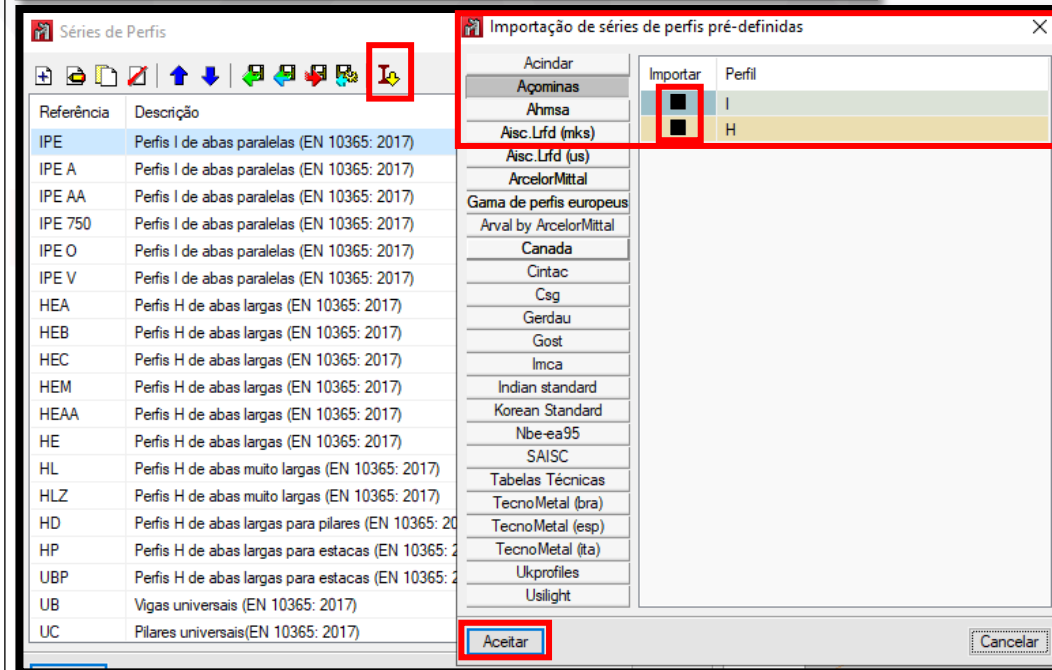 Séries de Perfis
Referência Descrição
IPE Perfis I de abas paralelas (EN 10365: 2017)
IPE A Perfis I de abas paralelas (EN 10365: 2017)
IPE AA Perfis I de abas paralelas (EN 10365: 2017)
IPE 750 Perfis I de abas paralelas (EN 10365: 2017)
IPE O Perfis I de abas paralelas (EN 10365: 2017)
IPE V Perfis I de abas paralelas (EN 10365: 2017)
HEA Perfis H de abas largas (EN 10365: 2017)
HEB Perfis H de abas largas (EN 10365: 2017)
HEC Perfis H de abas largas (EN 10365: 2017)
HEM Perfis H de abas largas (EN 10365: 2017)
HEAA Perfis H de abas largas (EN 10365: 2017)
HE Perfis H de abas largas (EN 10365: 2017)
HL Perfis H de abas muito largas (EN 10365: 2017)
HLZ Perfis H de abas muito largas (EN 10365: 2017)
HD Perfis H de abas largas para pilares (EN 10365: 20
HP Perfis H de abas largas para estacas (EN 10365: 2
UBP Perfis H de abas largas para estacas (EN 10365: 2
UB Vigas universais (EN 10365: 2017)
UC Pilares universais(EN 10365: 2017)
Importação de séries de perfis pré-definidas
Acindar
Açominas
Ahmsa
Aisc.Lrfd (mks)
Aisc.Lrfd (us)
ArcelorMittal
Gama de perfis europeus
Arval by ArcelorMittal
Canada
Cintac
Csg
Gerdau
Gost
Imca
Indian standard
Korean Standard
Nbe-ea95
SAISC
Tabelas Técnicas
TecnoMetal (bra)
TecnoMetal (esp)
TecnoMetal (ita)
Ukprofiles
Usilight
Importar Perfil
I
H
Aceitar Cancelar